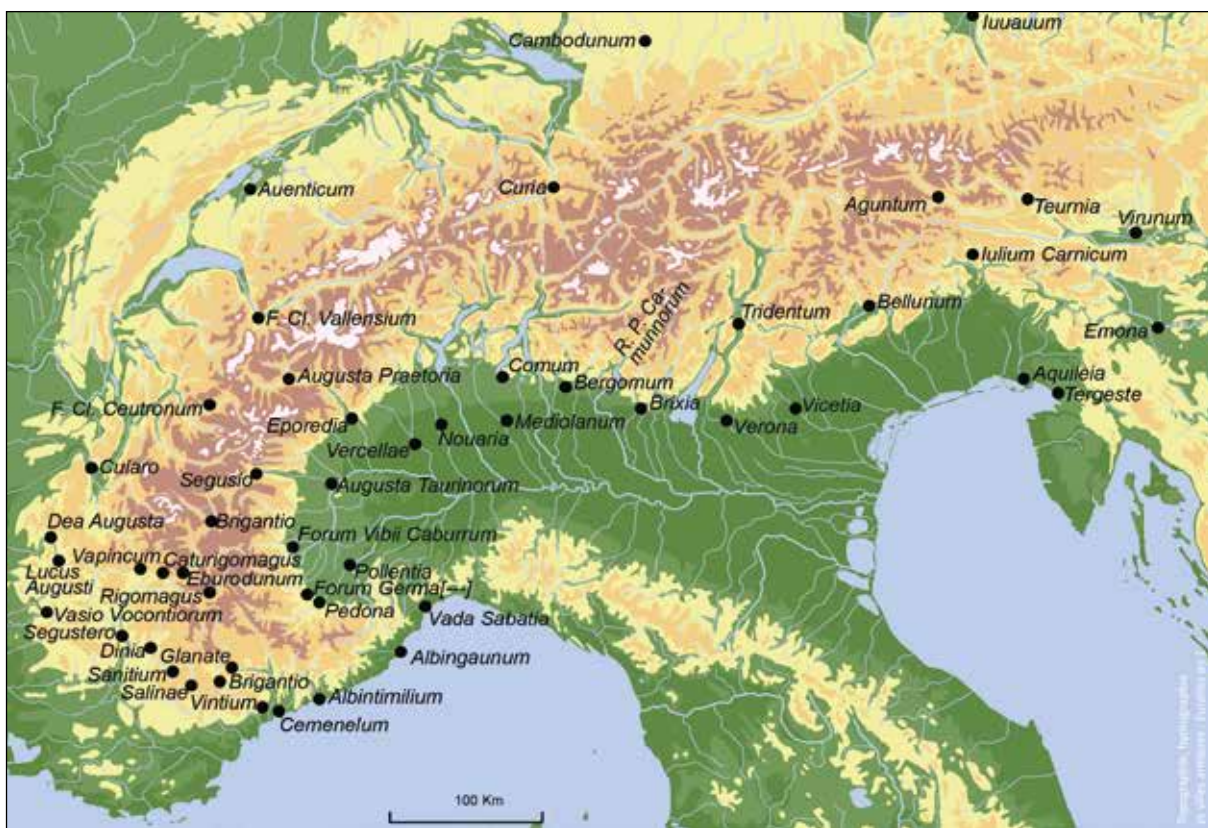 Cambodunum
Iuuauum
Auenticum
Curia
Aguntum
Teurnia
Virunum
Iulium Carnicum
F. Cl. Vallensium
R. P. Ca-
munnorum
Tridentum
Bellunum
Emona
Augusta Praetoria
Comum
Bergomum
Aquileia
Tergeste
F. Cl. Ceutronum
Eporedia
Vercellae
Nouaria
Mediolanum
Brixia
Verona
Vicetia
Cularo
Segusio
Augusta Taurinorum
Dea Augusta
Brigantio
Forum Vibii Caburrum
Lucus
Augusti
Vapincum
Caturigomagus
Eburodunum
Rigomagus
Pollentia
Forum Germa[---]
Pedona
Vasio Vocontiorum
Vada Sabatia
Segustero
Dinia
Glanate
Albingaunum
Sanitium
Salinae
Brigantio
Vintium
Albintimilium
Cemenelum
100 Km
Topographie, hydrographie